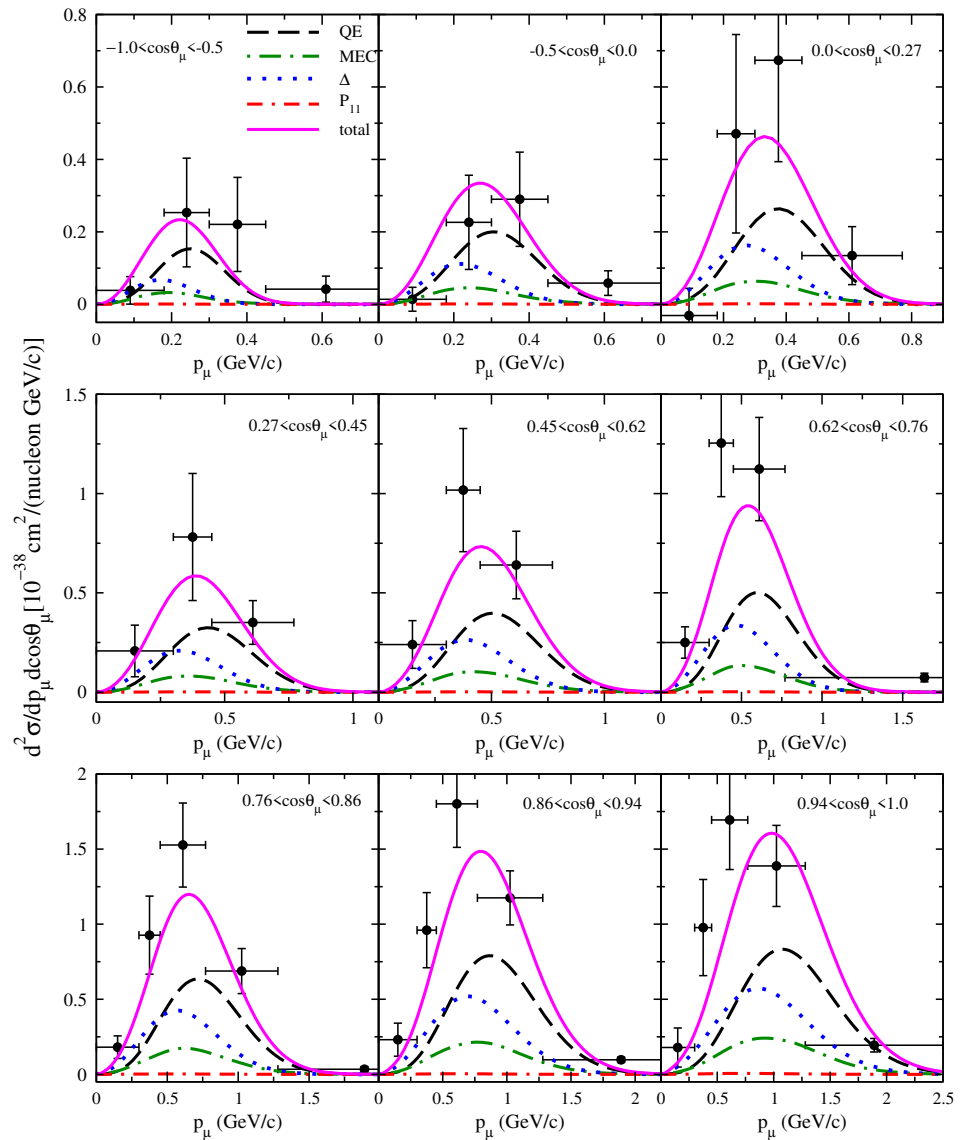 −1.0<cosθμ<-0.5
QE
MEC
Δ
P11
total
-0.5<cosθμ<0.0
0.0<cosθμ<0.27
0.8
0.6
0.4
0.2
0
0 0.2 0.4 0.6
0 0.2 0.4 0.6
0 0.2 0.4 0.6 0.8
pμ (GeV/c)
pμ (GeV/c)
pμ (GeV/c)
d²σ/dpμ dcosθμ[10⁻³⁸ cm²/(nucleon GeV/c)]
0.27<cosθμ<0.45
0.45<cosθμ<0.62
0.62<cosθμ<0.76
1.5
1
0.5
0
0 0.5 1
0 0.5 1
0 0.5 1 1.5
pμ (GeV/c)
pμ (GeV/c)
pμ (GeV/c)
0.76<cosθμ<0.86
0.86<cosθμ<0.94
0.94<cosθμ<1.0
2
1.5
1
0.5
0
0 0.5 1 1.5
0 0.5 1 1.5 2
0 0.5 1 1.5 2 2.5
pμ (GeV/c)
pμ (GeV/c)
pμ (GeV/c)